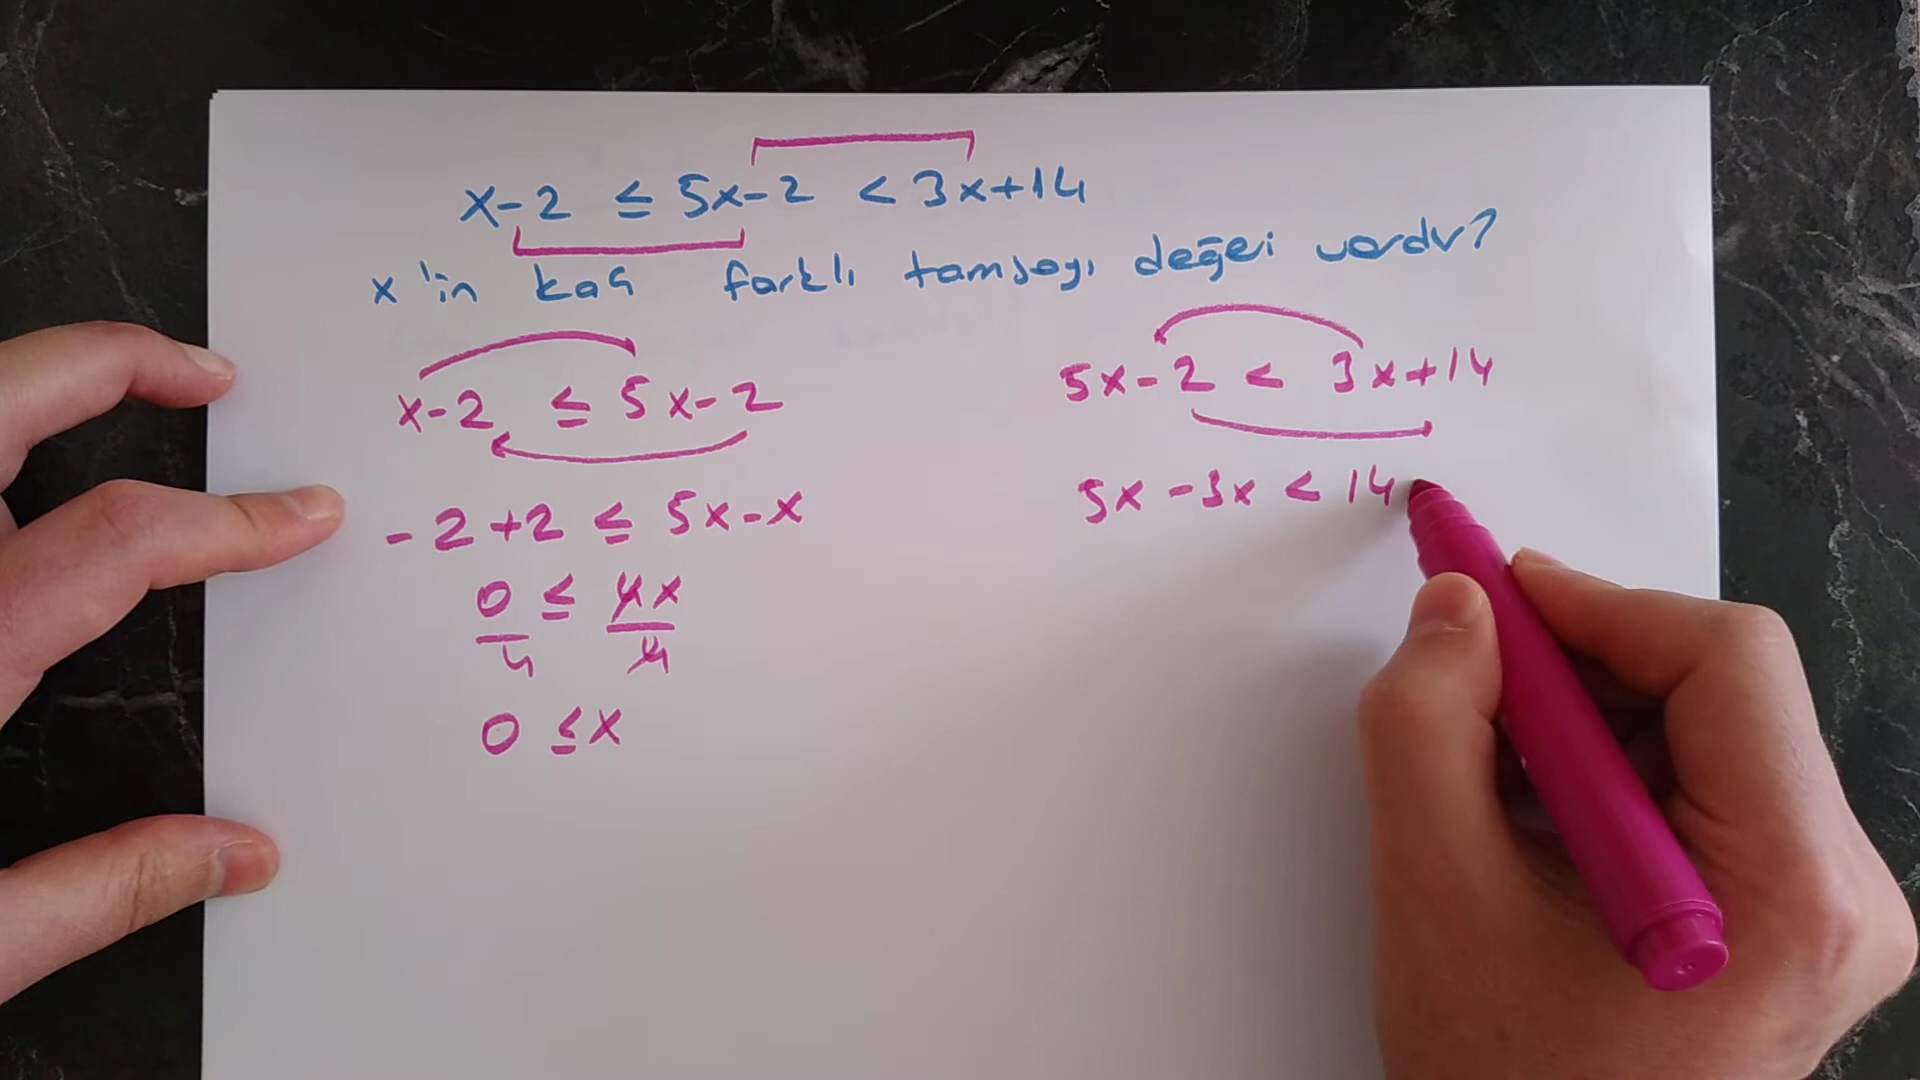 x-2 ≤ 5x-2 < 3x+14
x'in kaç farklı tamsayı değeri vardır?
x-2 ≤ 5x-2
-2+2 ≤ 5x-x
0 ≤ 4x
4 4
0 ≤ x
5x-2 < 3x+14
5x-3x < 14